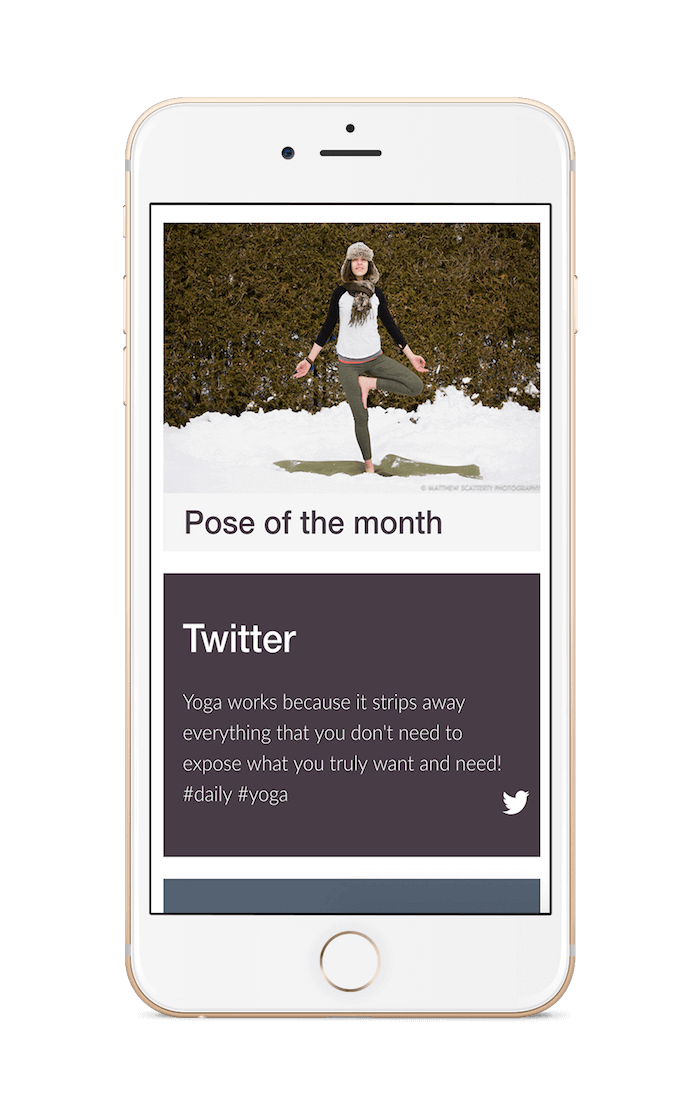 © MATTHEW SCATTERTY PHOTOGRAPHY
Pose of the month
Twitter
Yoga works because it strips away
everything that you don't need to
expose what you truly want and need!
#daily #yoga